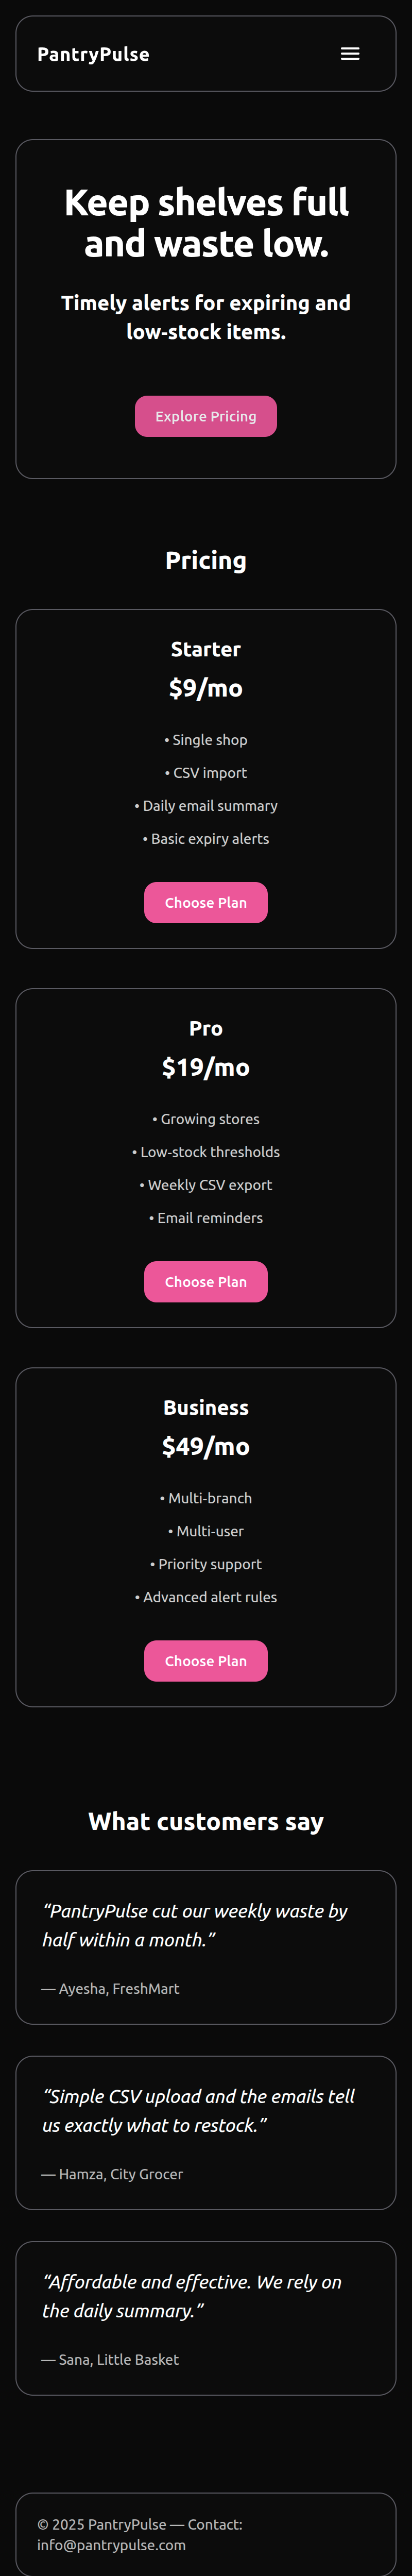 PantryPulse
Keep shelves full
and waste low.
Timely alerts for expiring and
low-stock items.
Explore Pricing
Pricing
Starter
$9/mo
• Single shop
• CSV import
• Daily email summary
• Basic expiry alerts
Choose Plan
Pro
$19/mo
• Growing stores
• Low-stock thresholds
• Weekly CSV export
• Email reminders
Choose Plan
Business
$49/mo
• Multi-branch
• Multi-user
• Priority support
• Advanced alert rules
Choose Plan
What customers say
“PantryPulse cut our weekly waste by
half within a month.”
— Ayesha, FreshMart
“Simple CSV upload and the emails tell
us exactly what to restock.”
— Hamza, City Grocer
“Affordable and effective. We rely on
the daily summary.”
— Sana, Little Basket
© 2025 PantryPulse — Contact:
info@pantrypulse.com